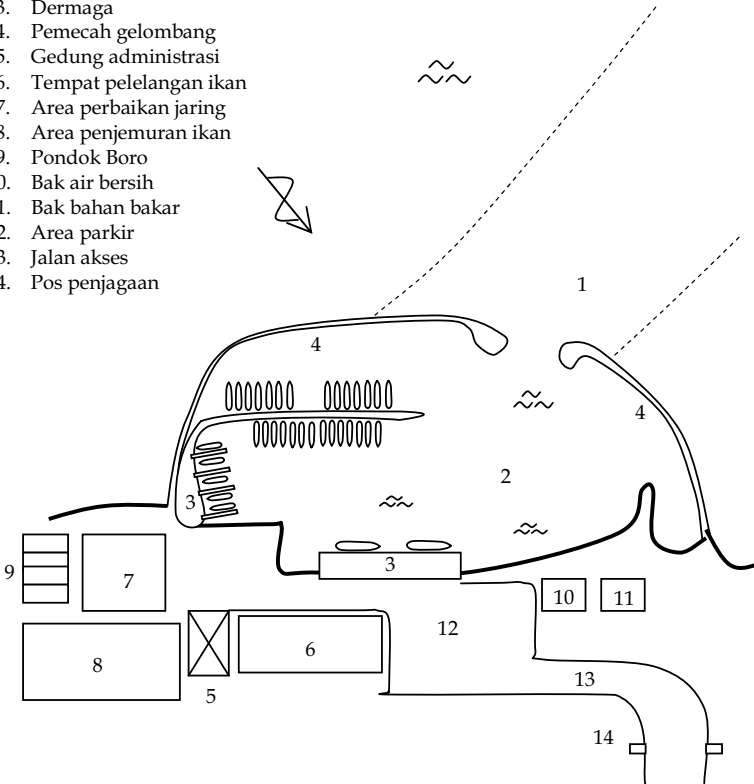 3. Dermaga
4. Pemecah gelombang
5. Gedung administrasi
6. Tempat pelelangan ikan
7. Area perbaikan jaring
8. Area penjemuran ikan
9. Pondok Boro
0. Bak air bersih
1. Bak bahan bakar
2. Area parkir
3. Jalan akses
4. Pos penjagaan
1
4
4
2
3
3
9
7
10
11
12
6
8
13
5
14